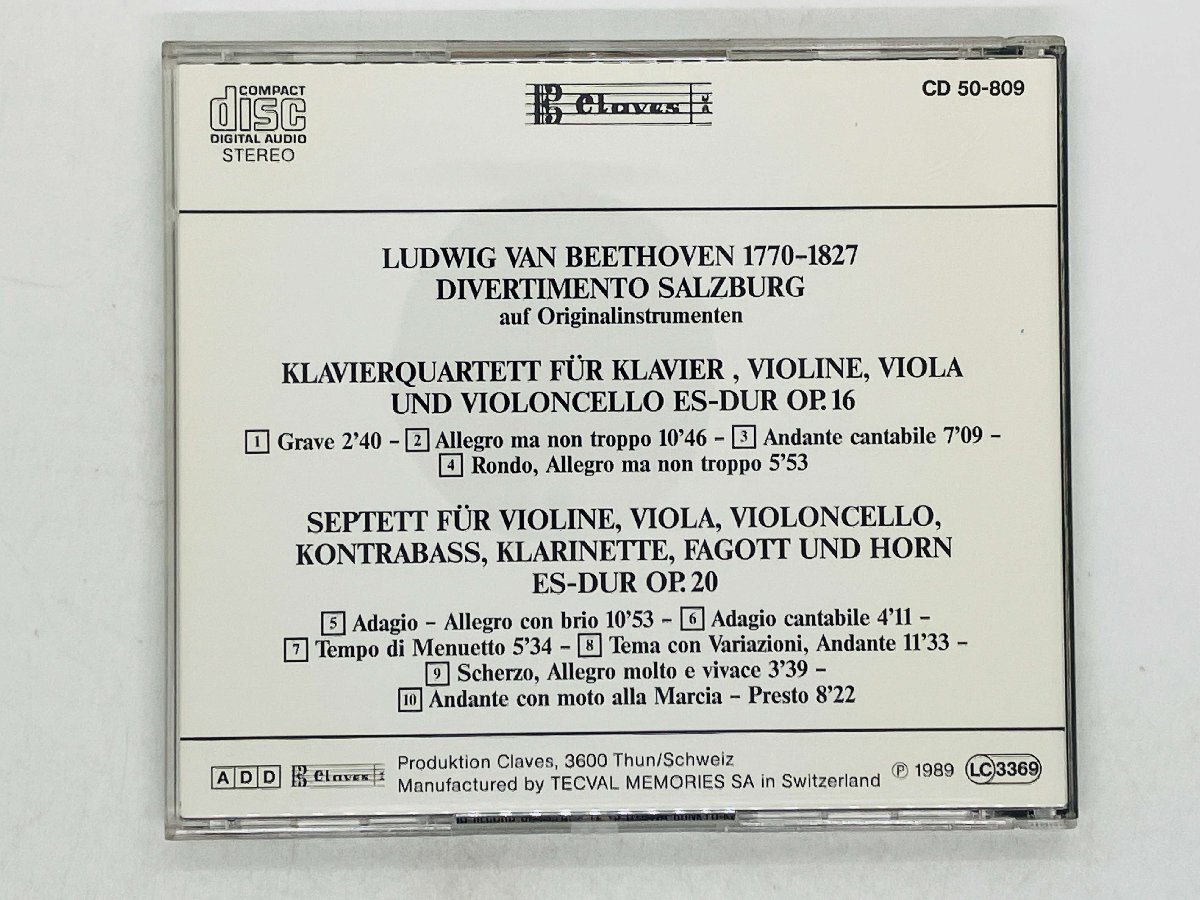 COMPACT
disc
DIGITAL AUDIO
STEREO
Claves
CD 50-809
LUDWIG VAN BEETHOVEN 1770–1827
DIVERTIMENTO SALZBURG
auf Originalinstrumenten
KLAVIERQUARTETT FÜR KLAVIER , VIOLINE, VIOLA
UND VIOLONCELLO ES-DUR OP. 16
1 Grave 2’40 – 2 Allegro ma non troppo 10’46 – 3 Andante cantabile 7’09 –
4 Rondo, Allegro ma non troppo 5’53
SEPTETT FÜR VIOLINE, VIOLA, VIOLONCELLO,
KONTRABASS, KLARINETTE, FAGOTT UND HORN
ES-DUR OP. 20
5 Adagio – Allegro con brio 10’53 – 6 Adagio cantabile 4’11 –
7 Tempo di Menuetto 5’34 – 8 Tema con Variazioni, Andante 11’33 –
9 Scherzo, Allegro molto e vivace 3’39 –
10 Andante con moto alla Marcia – Presto 8’22
ADD Claves
Produktion Claves, 3600 Thun/Schweiz
Manufactured by TECVAL MEMORIES SA in Switzerland
℗ 1989 LC 3369